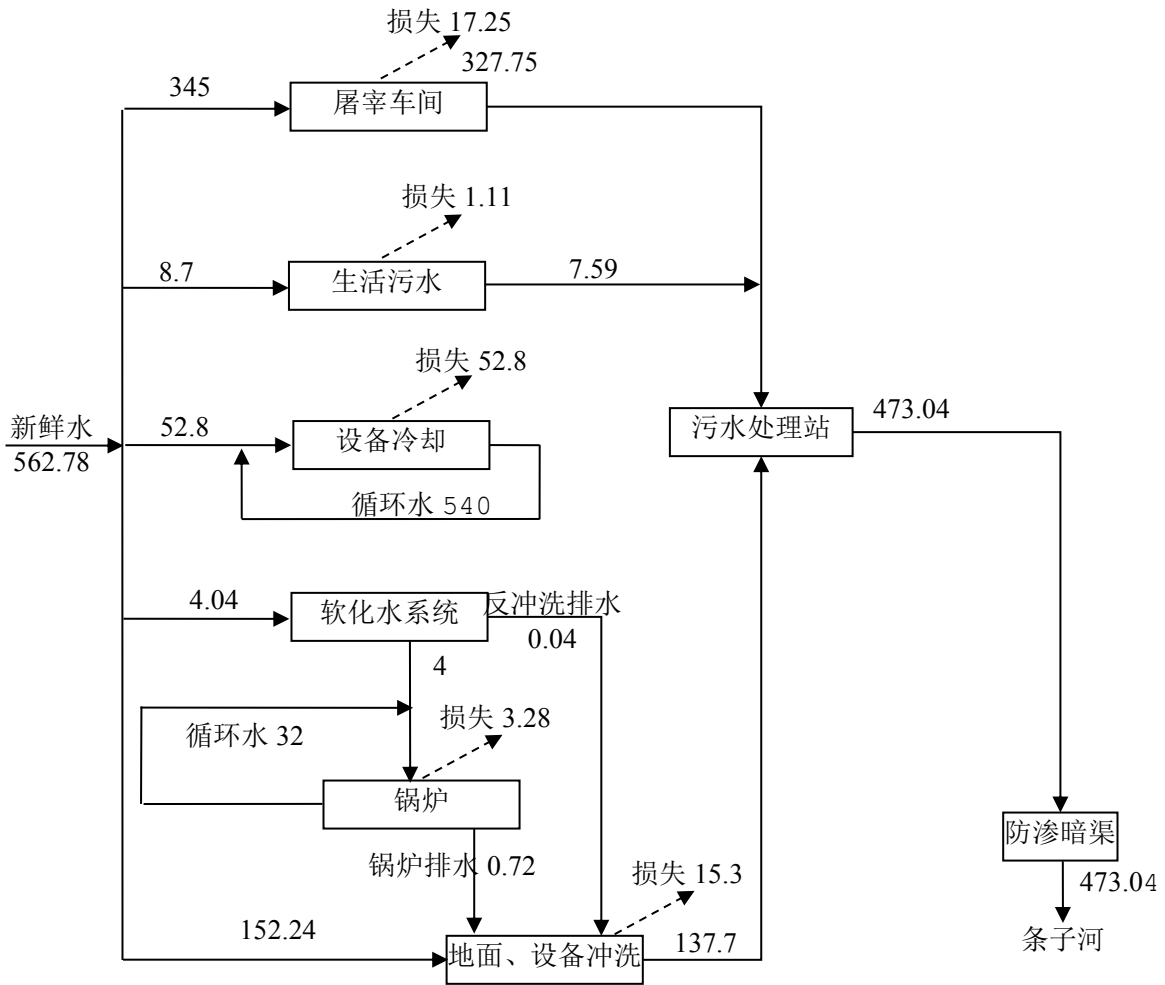 损失 17.25
327.75
345
屠宰车间
损失 1.11
8.7
生活污水
7.59
损失 52.8
新鲜水
562.78
52.8
设备冷却
循环水 540
污水处理站
473.04
4.04
软化水系统
反冲洗排水
0.04
4
循环水 32
损失 3.28
锅炉
锅炉排水 0.72
损失 15.3
152.24
地面、设备冲洗
137.7
防渗暗渠
473.04
条子河